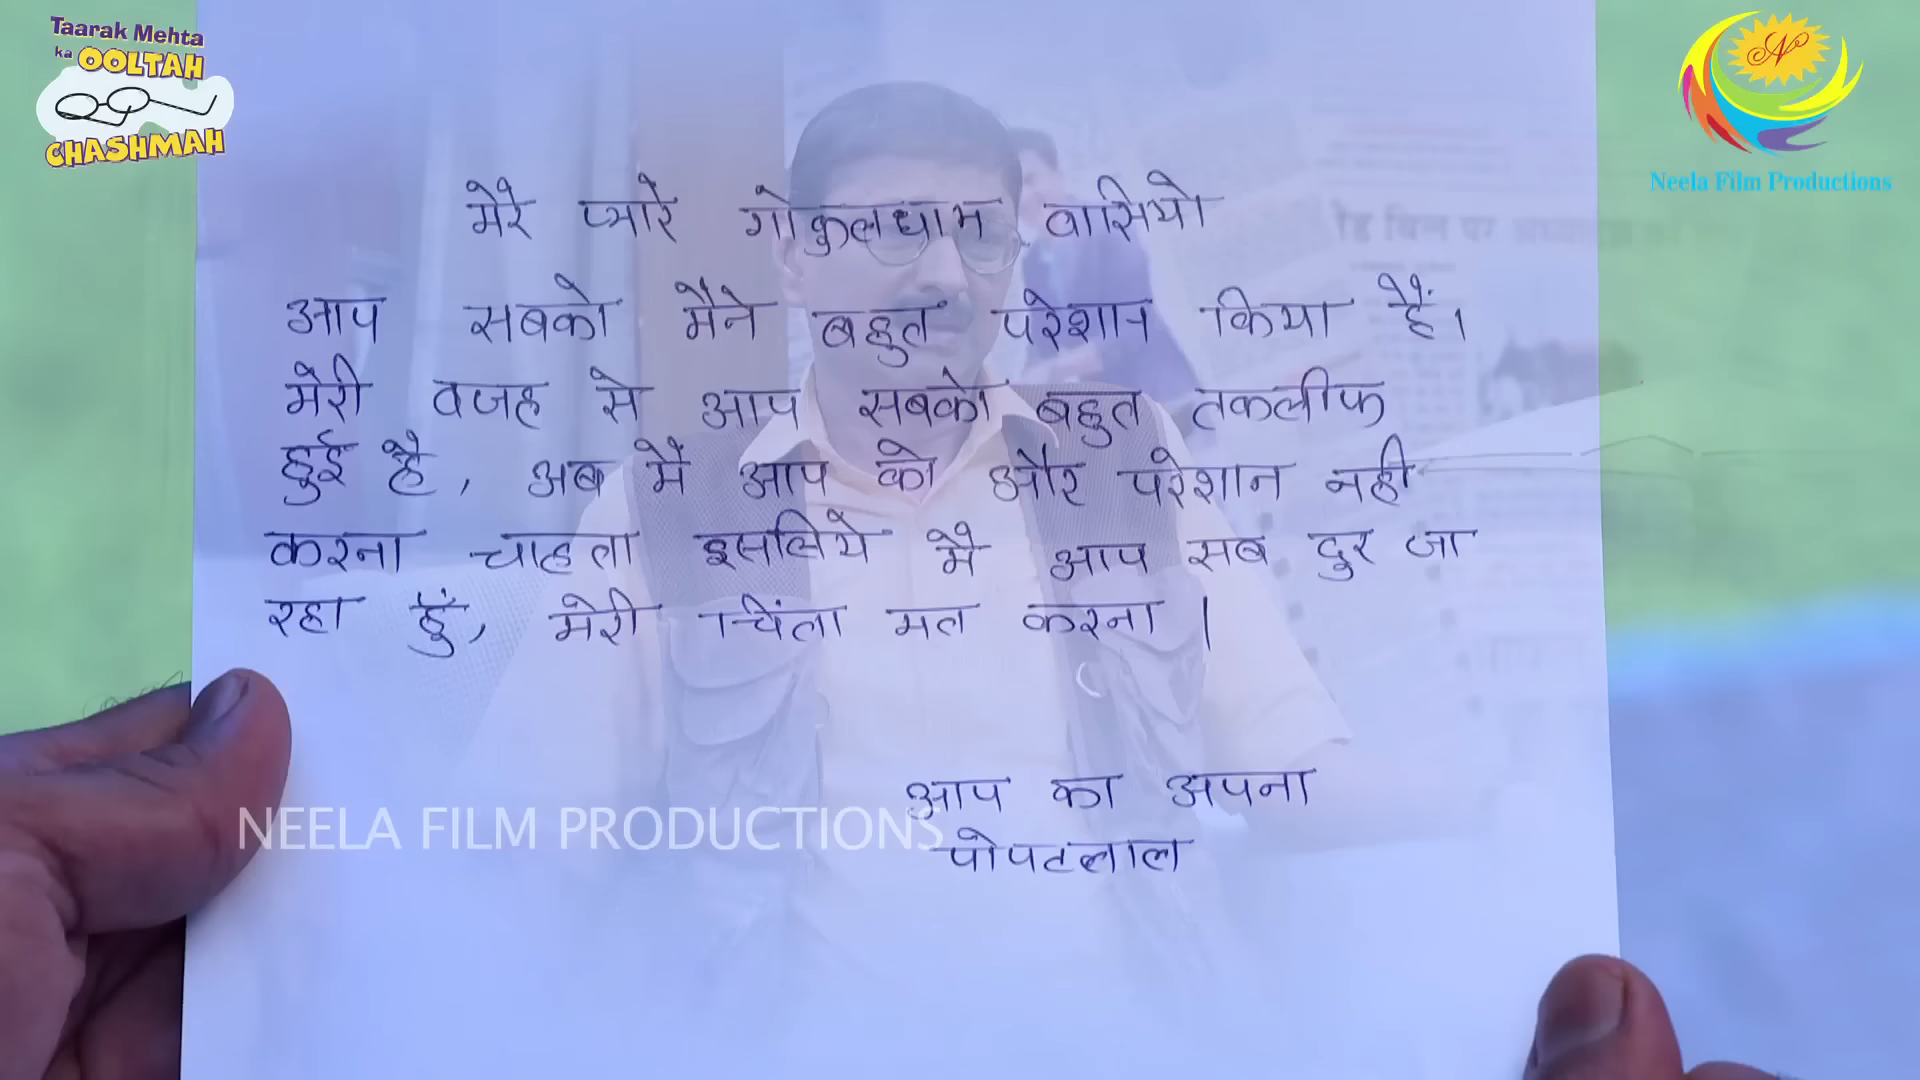 Taarak Mehta
ka OOLTAH
CHASHMAH
N
Neela Film Productions
मेरे प्यारे गोकुलधाम वासियो
आप सबको मैंने बहुत परेशान किया हैं।
मेरी वजह से आप सबको बहुत तकलीफ
हुई है, अब मैं आप को और परेशान नही
करना चाहता इसलिये मै आप सब दुर जा
रहा हुँ, मेरी चिंता मत करना।
आप का अपना
पोपटलाल
NEELA FILM PRODUCTIONS